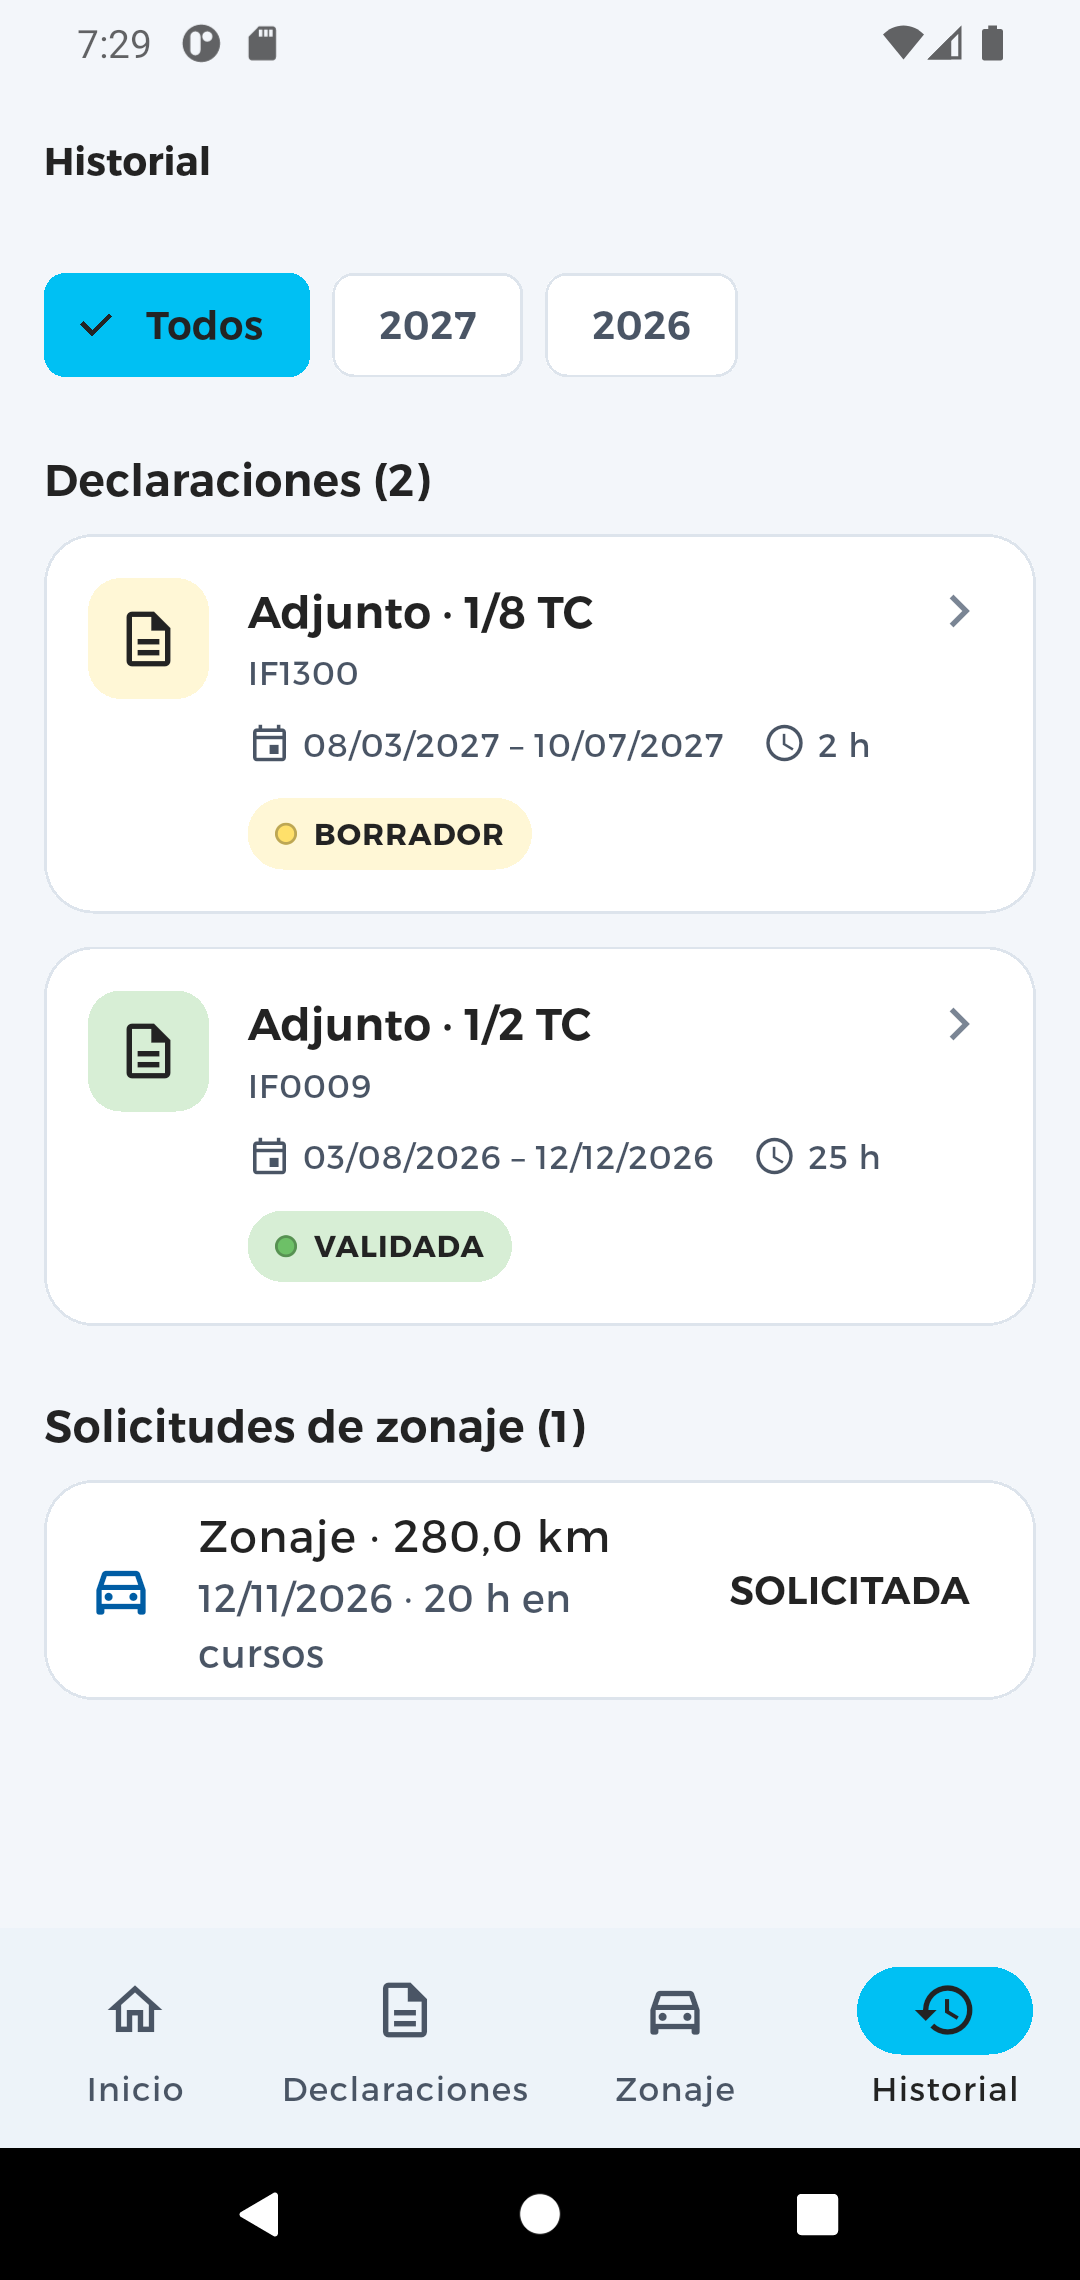 7:29
Historial
Todos
2027
2026
Declaraciones (2)
Adjunto · 1/8 TC
IF1300
08/03/2027 – 10/07/2027
2 h
BORRADOR
Adjunto · 1/2 TC
IF0009
03/08/2026 – 12/12/2026
25 h
VALIDADA
Solicitudes de zonaje (1)
Zonaje · 280,0 km
12/11/2026 · 20 h en
cursos
SOLICITADA
Inicio
Declaraciones
Zonaje
Historial